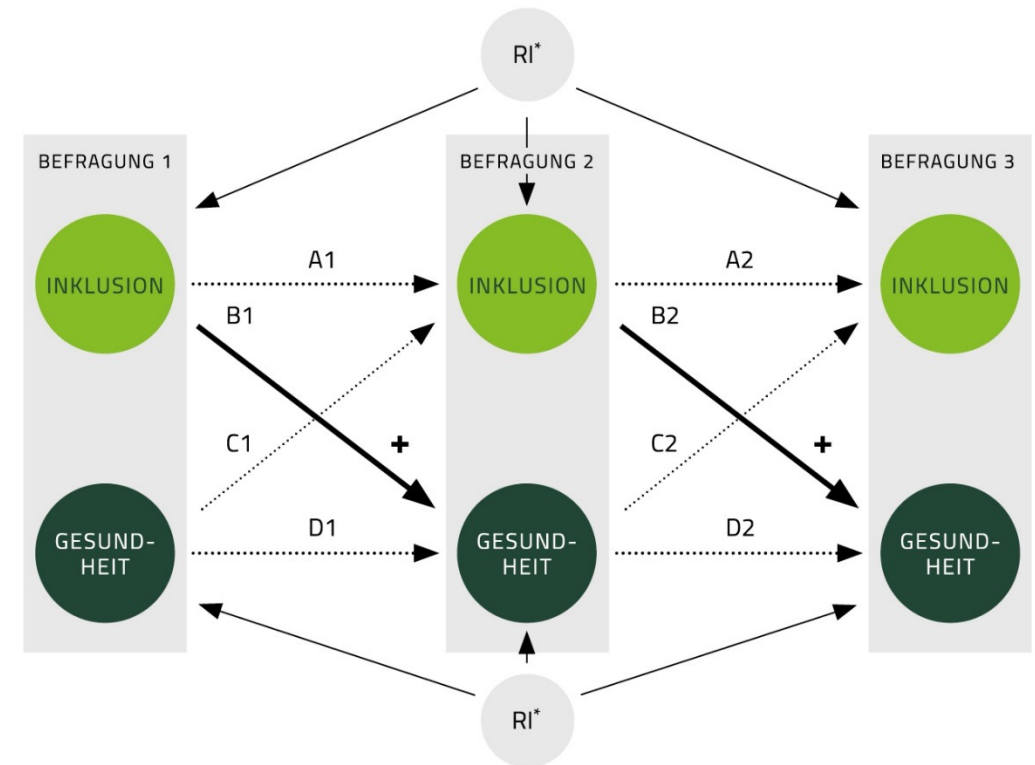 RI*
BEFRAGUNG 1
BEFRAGUNG 2
BEFRAGUNG 3
INKLUSION
A1
INKLUSION
A2
INKLUSION
B1
B2
C1
+
C2
+
GESUND-
HEIT
D1
GESUND-
HEIT
D2
GESUND-
HEIT
RI*